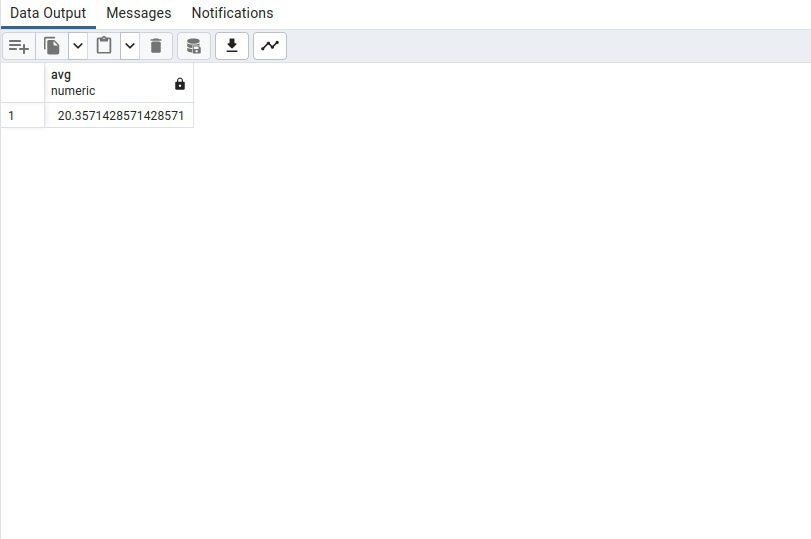 Data Output Messages Notifications
avg
numeric
1 20.3571428571428571